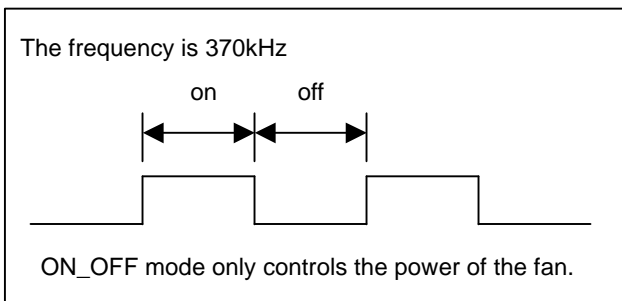 The frequency is 370kHz
on off
ON_OFF mode only controls the power of the fan.